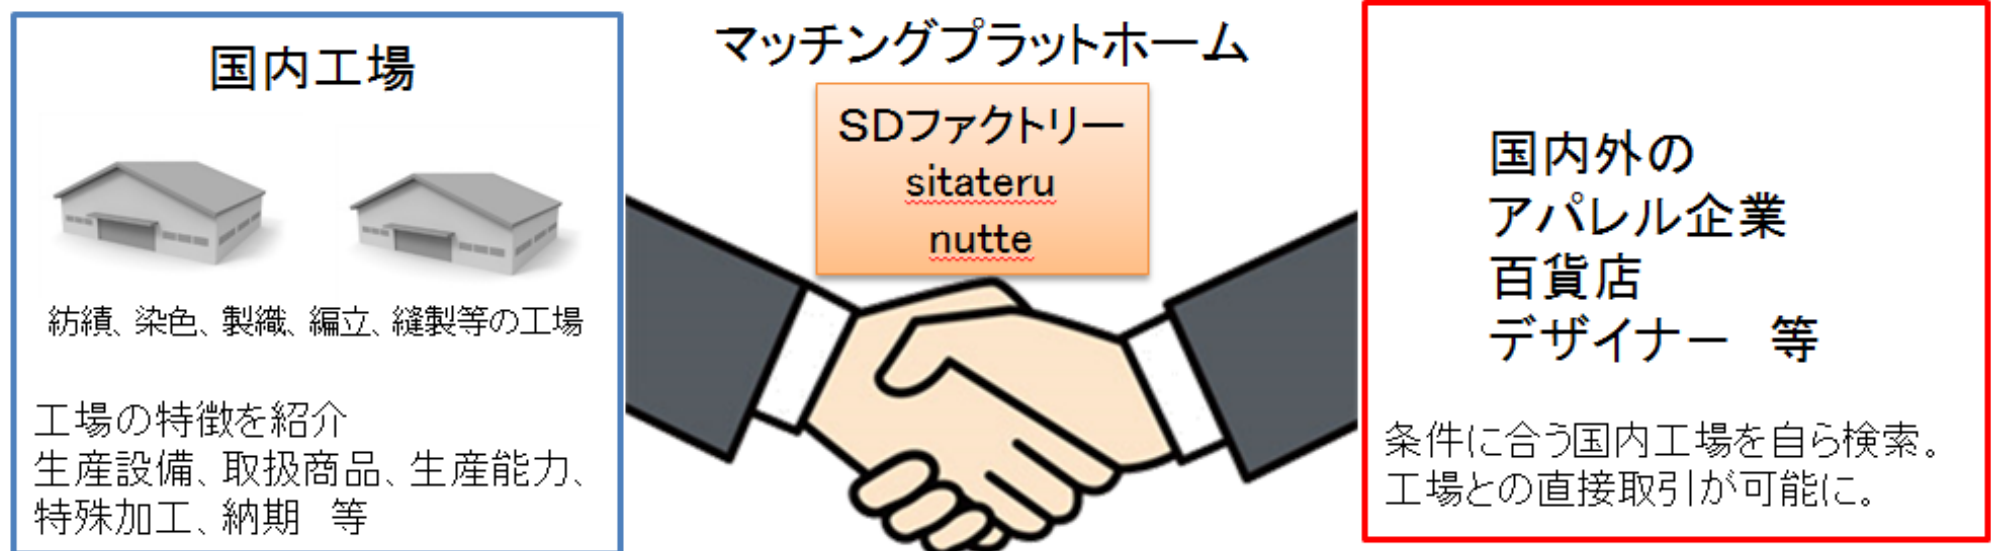 国内工場
紡績、染色、製織、編立、縫製等の工場
工場の特徴を紹介
生産設備、取扱商品、生産能力、
特殊加工、納期　等
マッチングプラットホーム
SDファクトリー
sitateru
nutte
国内外の
アパレル企業
百貨店
デザイナー　等
条件に合う国内工場を自ら検索。
工場との直接取引が可能に。